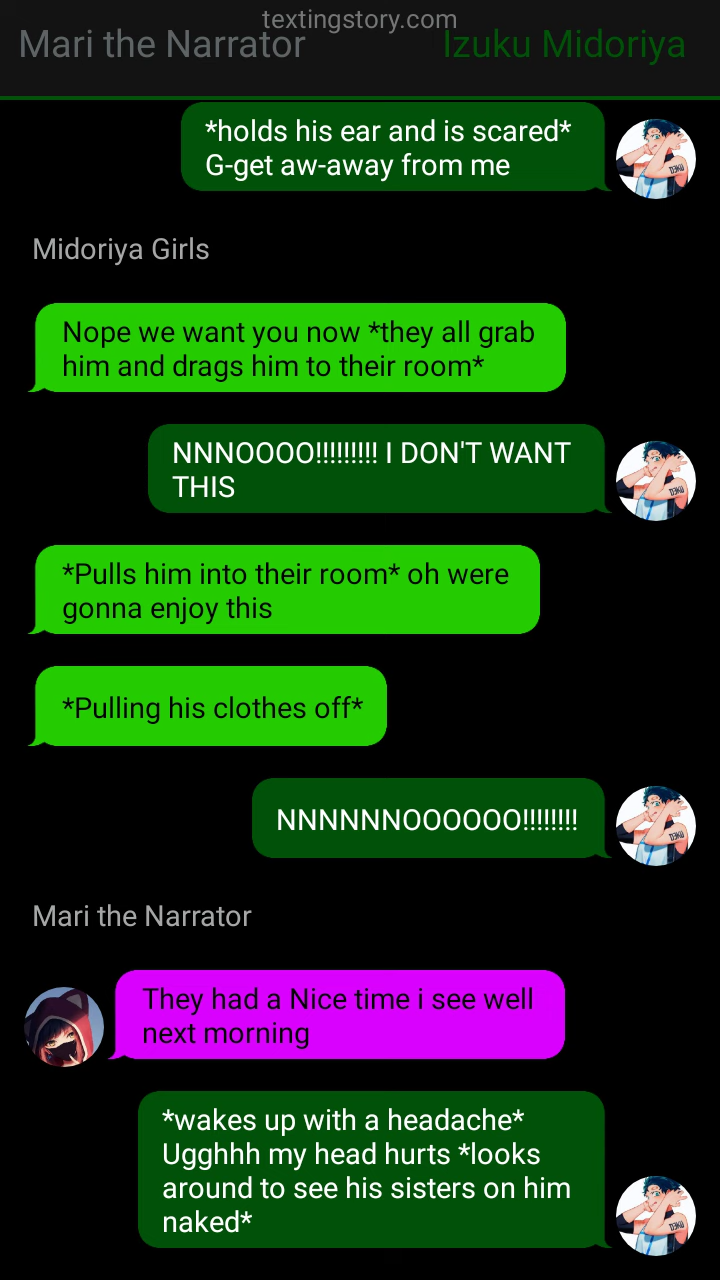 textingstory.com
Mari the Narrator
Izuku Midoriya
*holds his ear and is scared*
G-get aw-away from me
Midoriya Girls
Nope we want you now *they all grab
him and drags him to their room*
NNNOOOO!!!!!!!!! I DON'T WANT
THIS
*Pulls him into their room* oh were
gonna enjoy this
*Pulling his clothes off*
NNNNNNOOOOOO!!!!!!!!
Mari the Narrator
They had a Nice time i see well
next morning
*wakes up with a headache*
Ugghhh my head hurts *looks
around to see his sisters on him
naked*